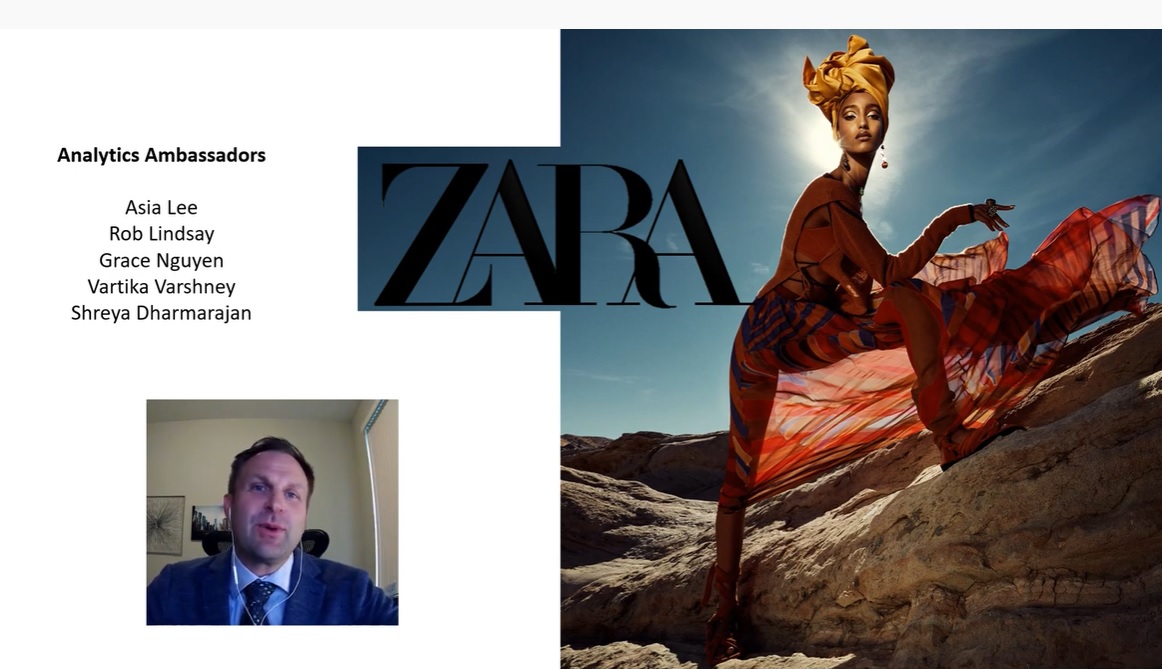 Analytics Ambassadors
Asia Lee
Rob Lindsay
Grace Nguyen
Vartika Varshney
Shreya Dharmarajan
ZARA